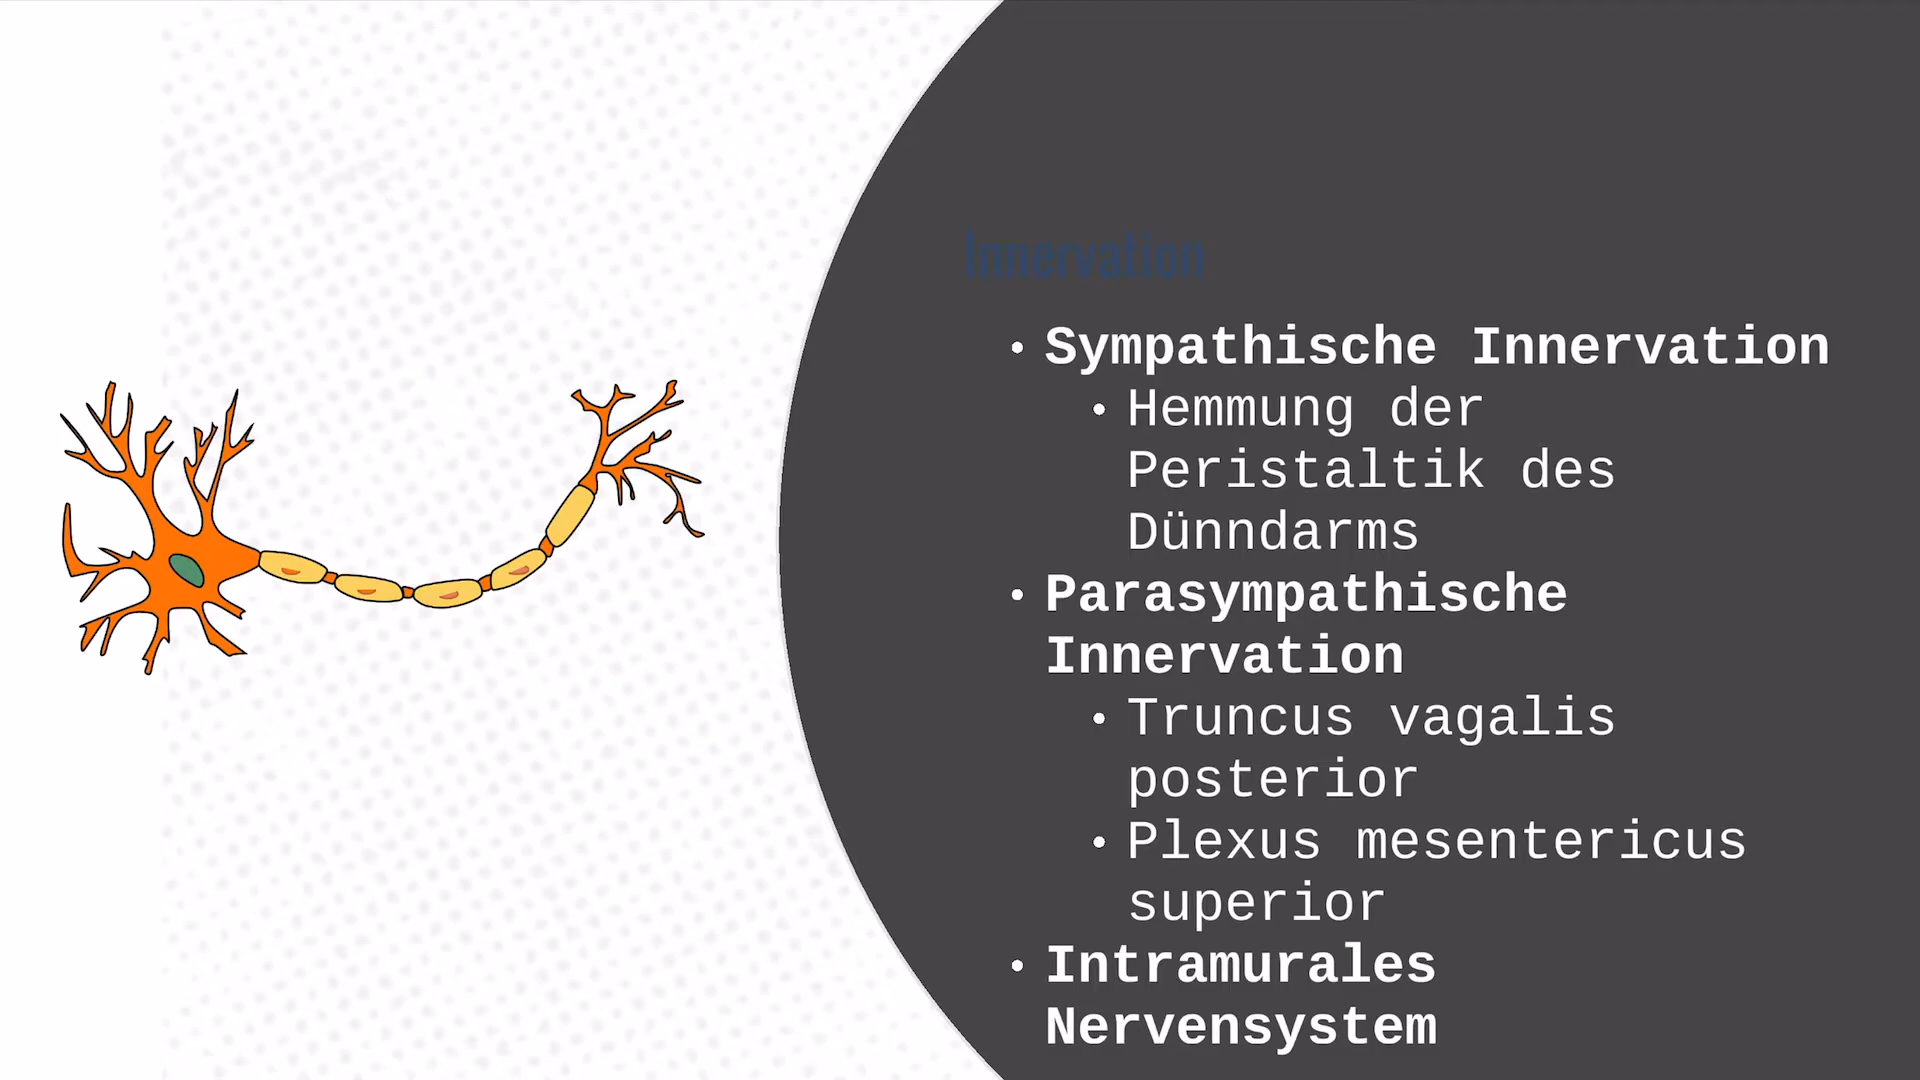 Innervation
• Sympathische Innervation
• Hemmung der
Peristaltik des
Dünndarms
• Parasympathische
Innervation
• Truncus vagalis
posterior
• Plexus mesentericus
superior
• Intramurales
Nervensystem